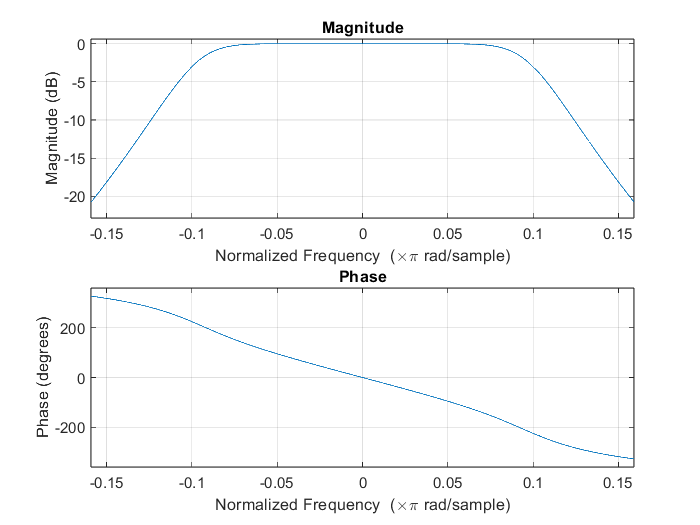 Magnitude
Magnitude (dB)
0
-5
-10
-15
-20
-0.15 -0.1 -0.05 0 0.05 0.1 0.15
Normalized Frequency (×π rad/sample)
Phase
Phase (degrees)
200
0
-200
-0.15 -0.1 -0.05 0 0.05 0.1 0.15
Normalized Frequency (×π rad/sample)